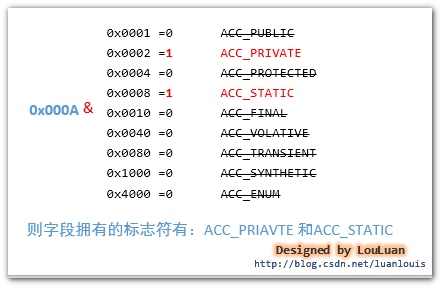 0x0001 =0 ACC_PUBLIC
0x0002 =1 ACC_PRIVATE
0x0004 =0 ACC_PROTECTED
0x0008 =1 ACC_STATIC
0x000A & 0x0010 =0 ACC_FINAL
0x0040 =0 ACC_VOLATIVE
0x0080 =0 ACC_TRANSIENT
0x1000 =0 ACC_SYNTHETIC
0x4000 =0 ACC_ENUM
则字段拥有的标志符有：ACC_PRIAVTE 和ACC_STATIC
Designed by LouLuan
http://blog.csdn.net/luanlouis